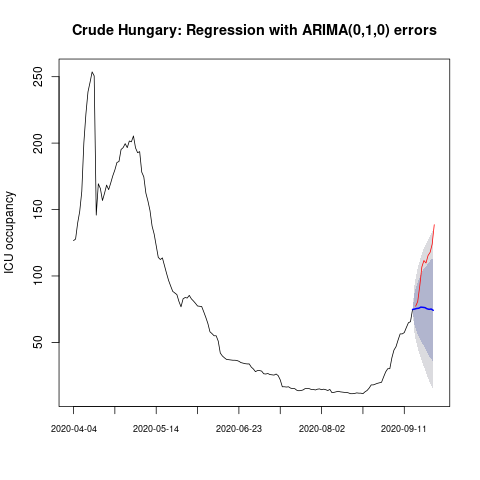 Crude Hungary: Regression with ARIMA(0,1,0) errors
ICU occupancy
250
200
150
100
50
2020-04-04 2020-05-14 2020-06-23 2020-08-02 2020-09-11